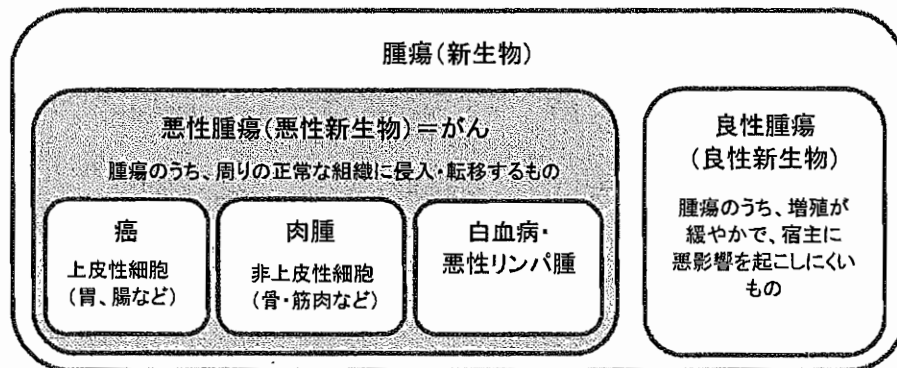 腫瘍(新生物)
悪性腫瘍(悪性新生物)=がん
腫瘍のうち、周りの正常な組織に侵入・転移するもの
癌
上皮性細胞
(胃、腸など)
肉腫
非上皮性細胞
(骨・筋肉など)
白血病・
悪性リンパ腫
良性腫瘍
(良性新生物)
腫瘍のうち、増殖が
緩やかで、宿主に
悪影響を起こしにくい
もの